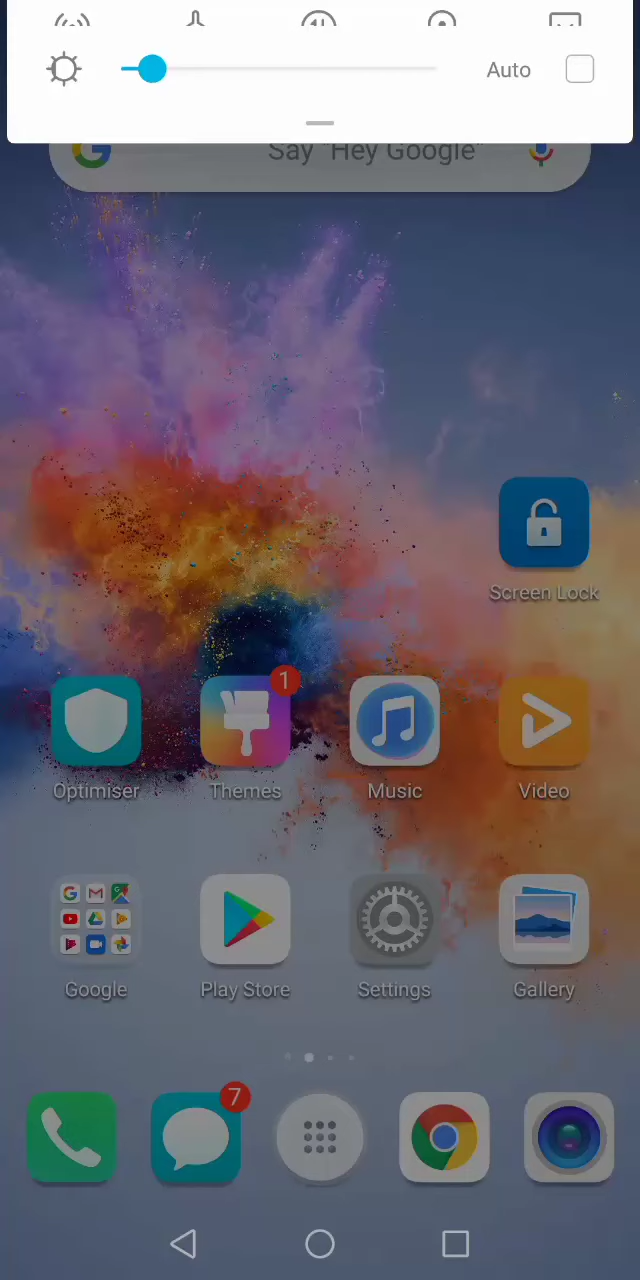 Auto
Say "Hey Google"
Screen Lock
1
Optimiser
Themes
Music
Video
Google
Play Store
Settings
Gallery
7